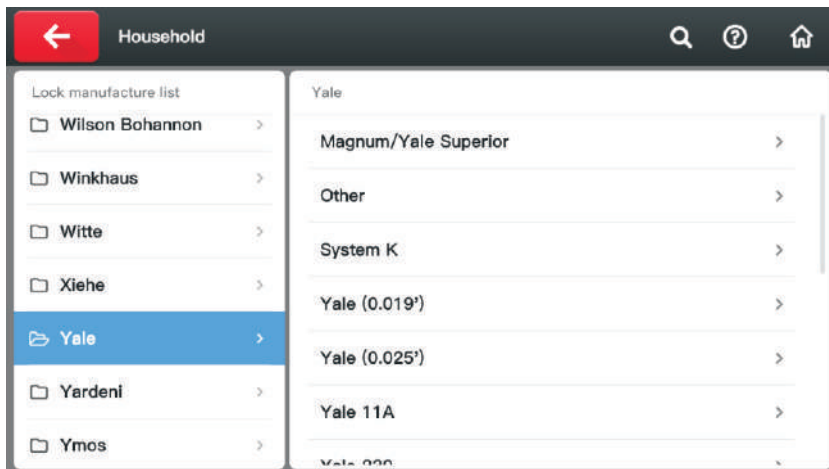 Household
Lock manufacture list
Wilson Bohannon
Winkhaus
Witte
Xiehe
Yale
Yardeni
Ymos
Yale
Magnum/Yale Superior
Other
System K
Yale (0.019')
Yale (0.025')
Yale 11A